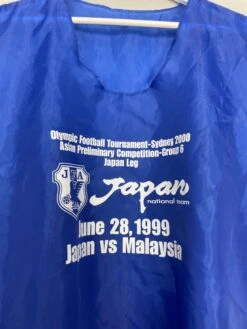 Olympic Football Tournament-Sydney 2000
Asian Preliminary Competition-Group 6
Japan Leg
JFA
Japan
national team
June 28,1999
Japan vs Malaysia